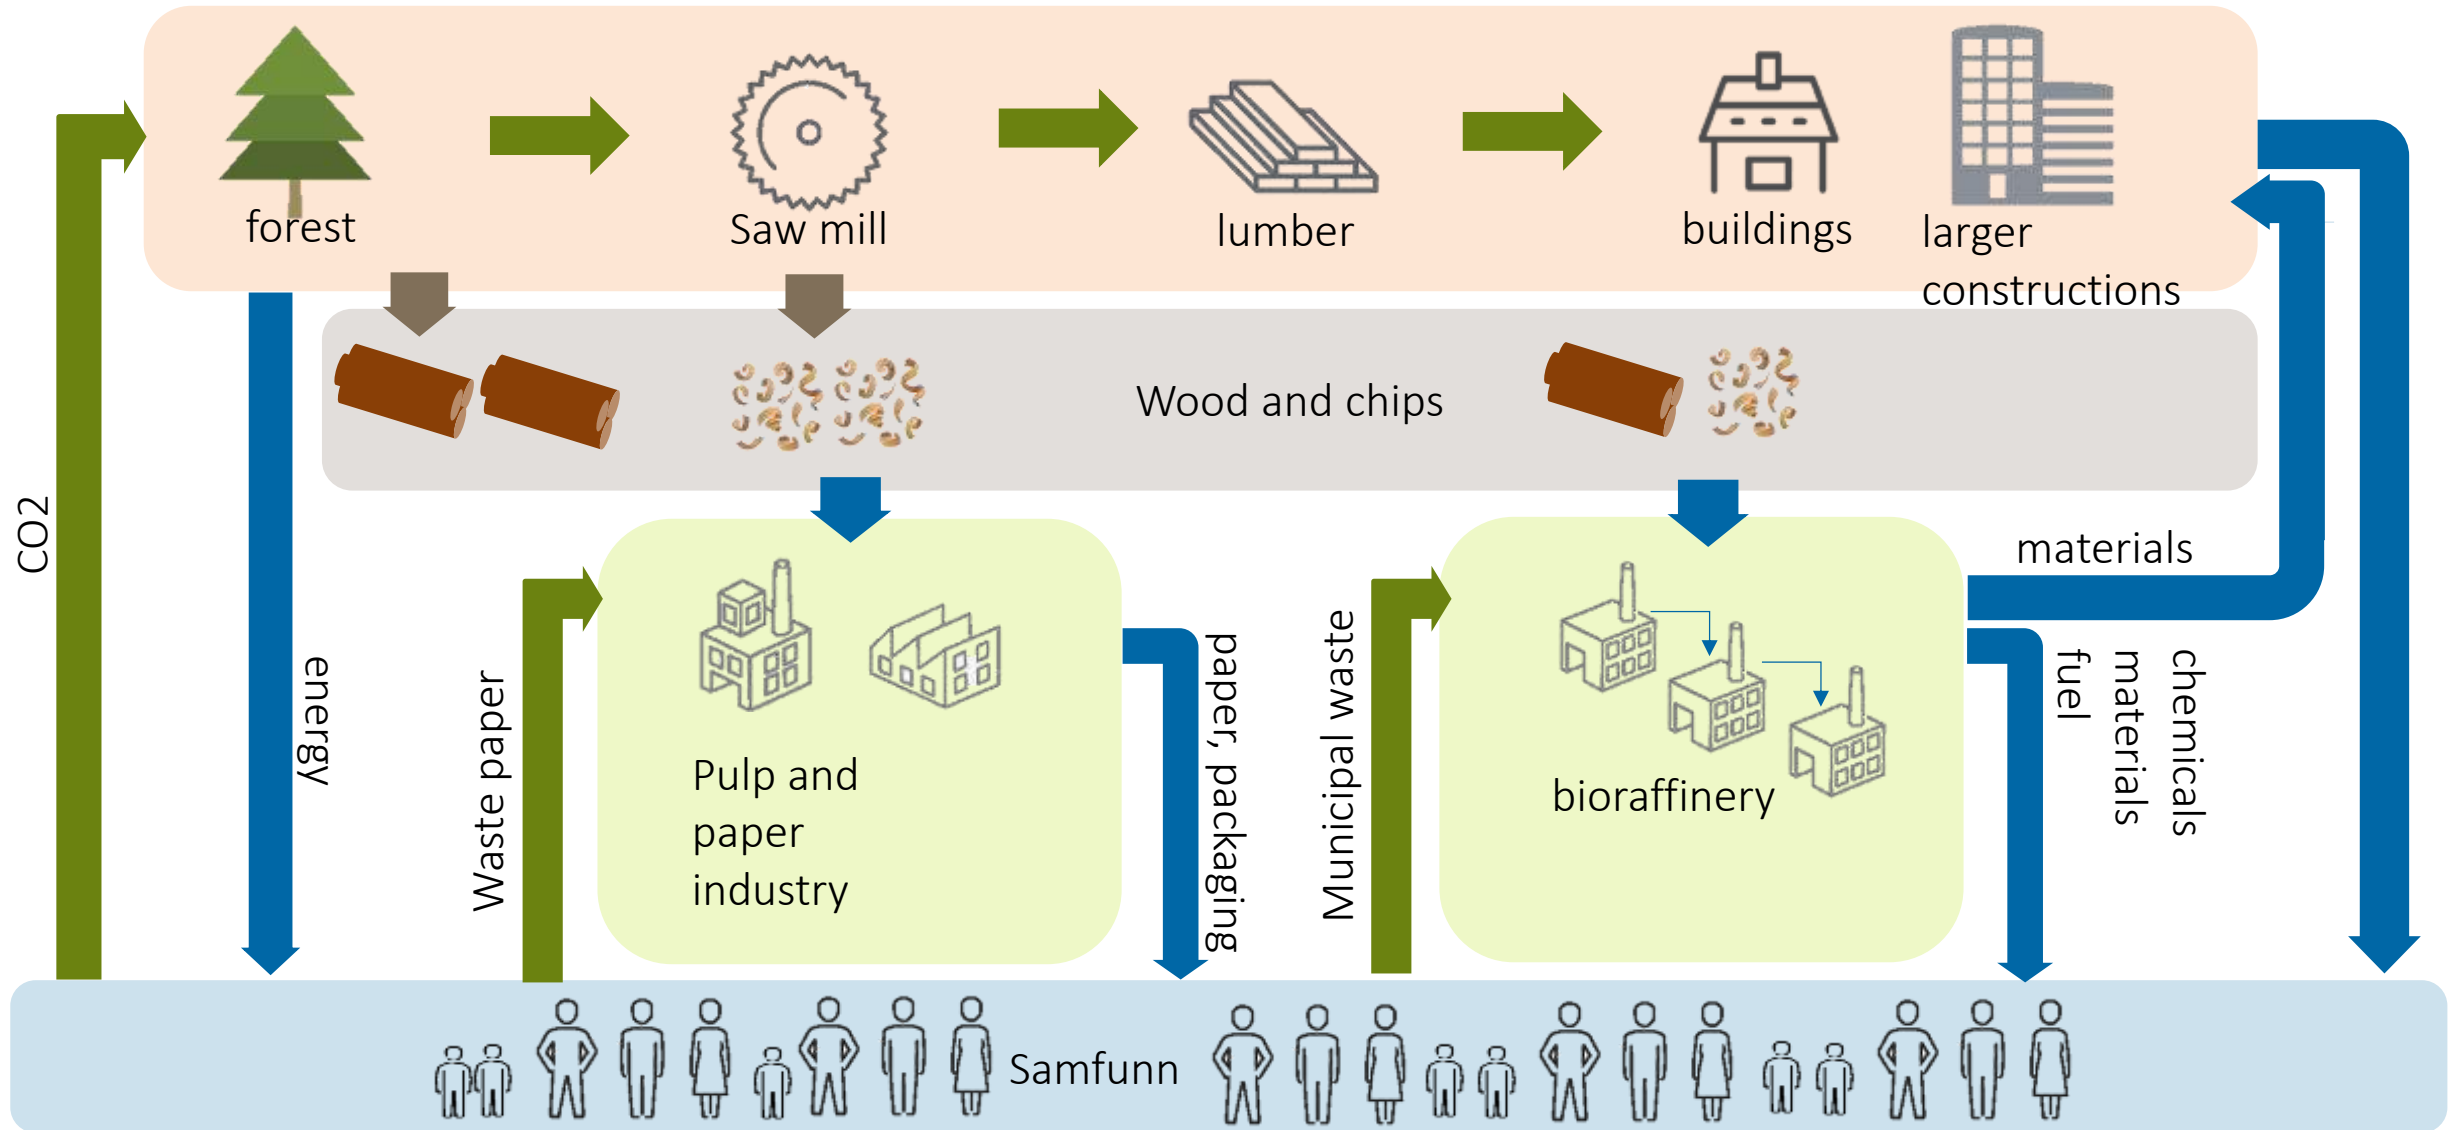 forest
Saw mill
lumber
buildings
larger
constructions
Wood and chips
CO2
energy
Waste paper
Pulp and
paper
industry
paper, packaging
Municipal waste
bioraffinery
materials
fuel
materials
chemicals
Samfunn